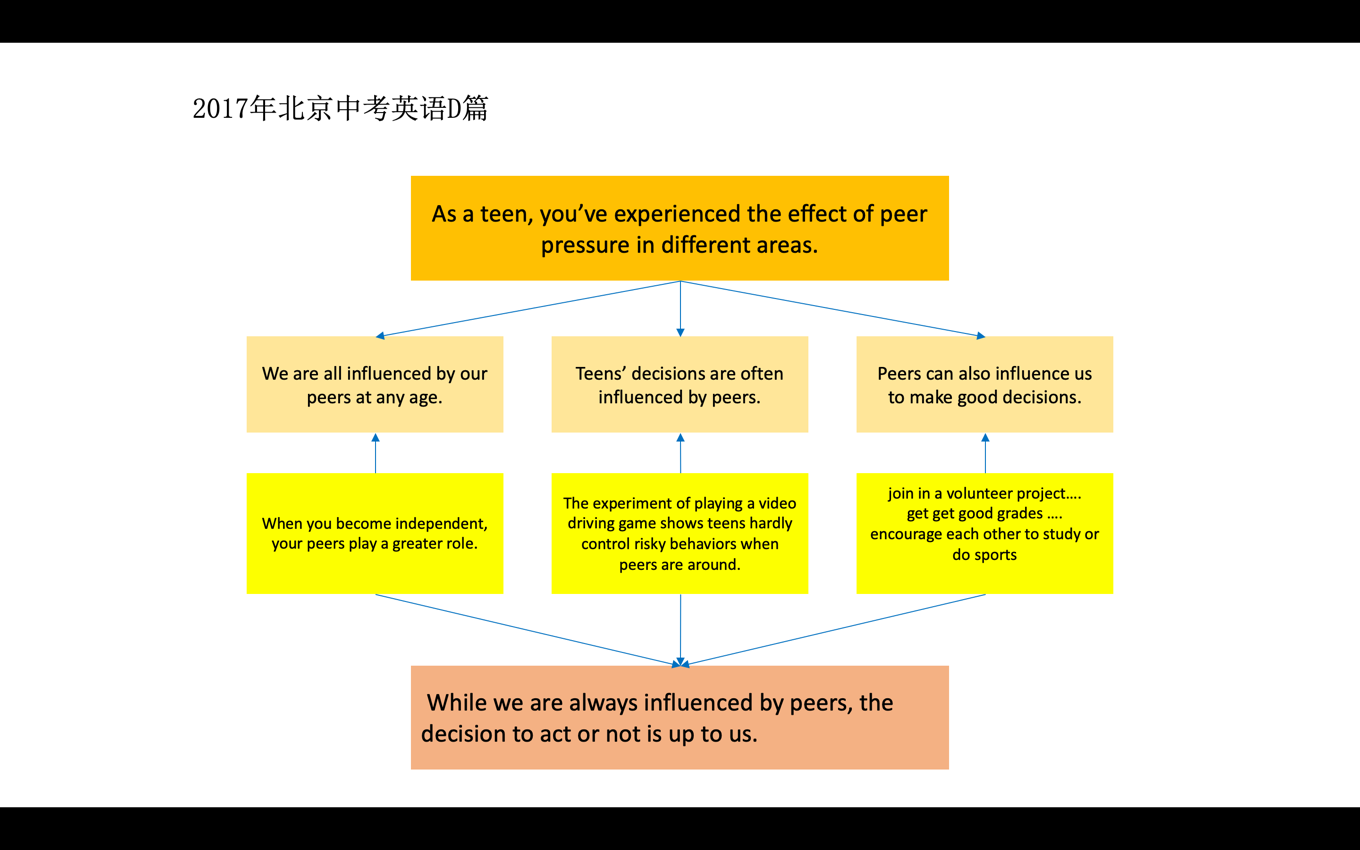 2017年北京中考英语D篇
As a teen, you’ve experienced the effect of peer
pressure in different areas.
We are all influenced by our
peers at any age.
Teens’ decisions are often
influenced by peers.
Peers can also influence us
to make good decisions.
When you become independent,
your peers play a greater role.
The experiment of playing a video
driving game shows teens hardly
control risky behaviors when
peers are around.
join in a volunteer project….
get get good grades ….
encourage each other to study or
do sports
While we are always influenced by peers, the
decision to act or not is up to us.